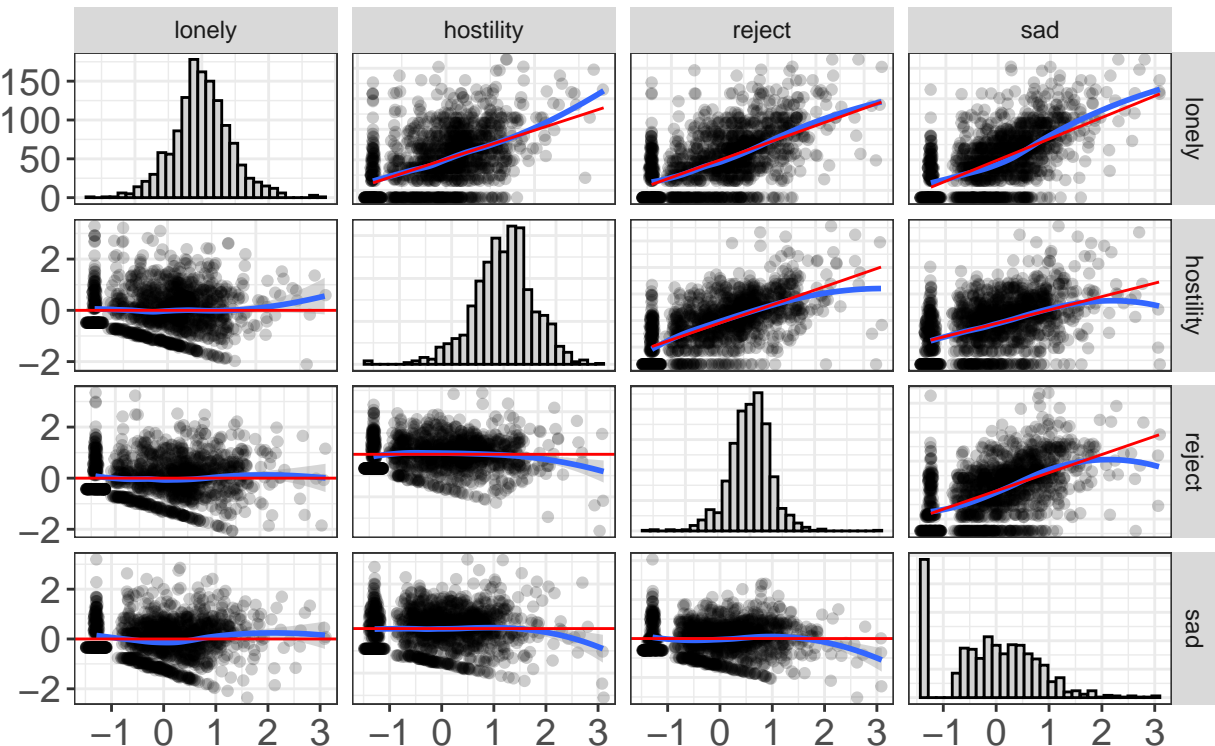 lonely hostility reject sad
150
100
50
0
lonely
2
0
−2
hostility
2
0
−2
reject
2
0
−2
sad
−1 0 1 2 3 −1 0 1 2 3 −1 0 1 2 3 −1 0 1 2 3